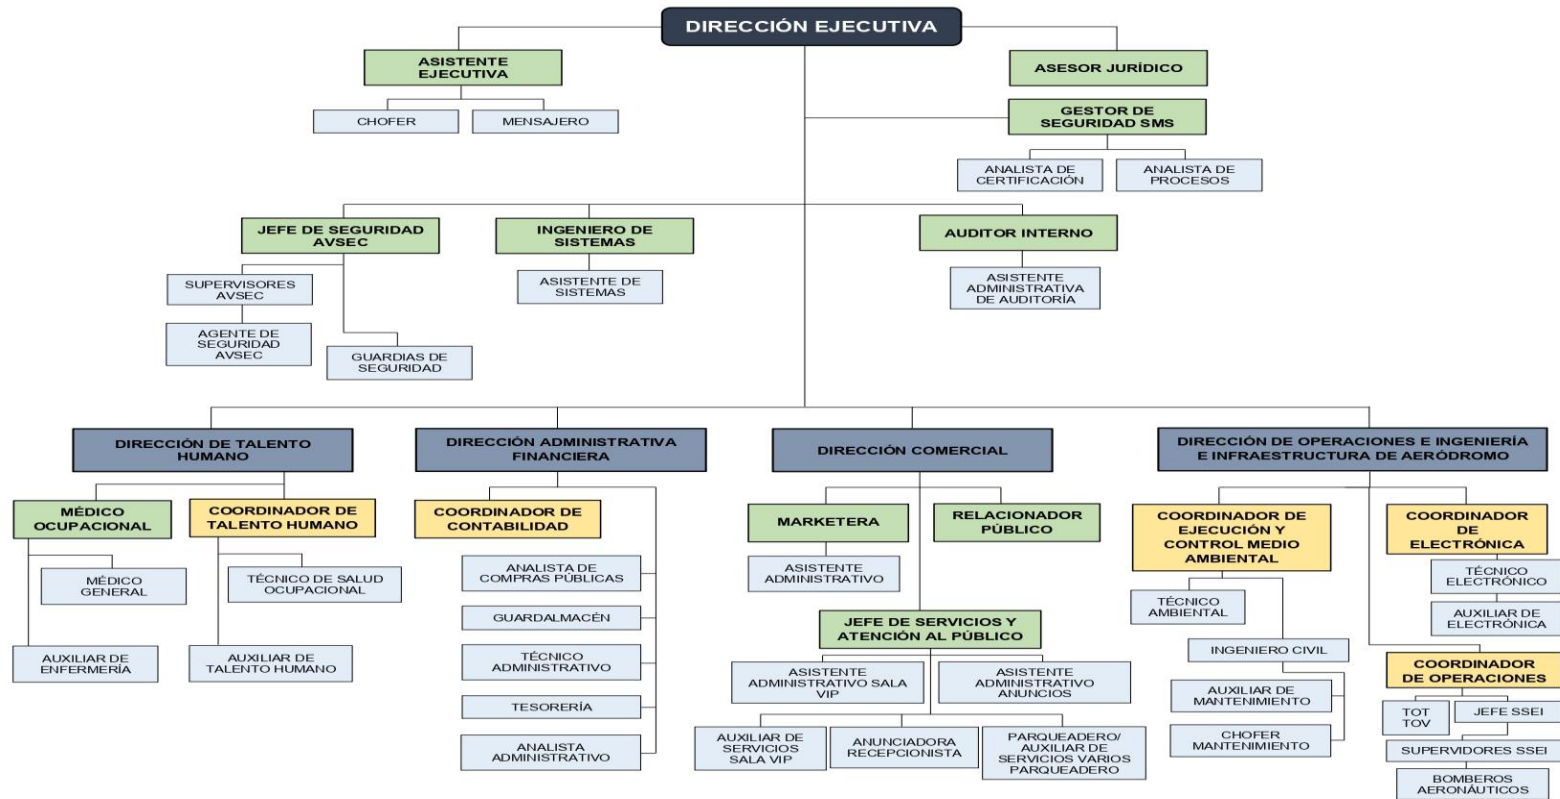 DIRECCIÓN EJECUTIVA
ASISTENTE
EJECUTIVA
ASESOR JURÍDICO
CHOFER
MENSAJERO
GESTOR DE
SEGURIDAD SMS
ANALISTA DE
CERTIFICACIÓN
ANALISTA DE
PROCESOS
JEFE DE SEGURIDAD
AVSEC
INGENIERO DE
SISTEMAS
AUDITOR INTERNO
SUPERVISORES
AVSEC
ASISTENTE DE
SISTEMAS
ASISTENTE
ADMINISTRATIVA
DE AUDITORÍA
AGENTE DE
SEGURIDAD
AVSEC
GUARDIAS DE
SEGURIDAD
DIRECCIÓN DE TALENTO
HUMANO
DIRECCIÓN ADMINISTRATIVA
FINANCIERA
DIRECCIÓN COMERCIAL
DIRECCIÓN DE OPERACIONES E INGENIERÍA
E INFRAESTRUCTURA DE AERÓDROMO
MÉDICO
OCUPACIONAL
COORDINADOR DE
TALENTO HUMANO
MÉDICO
GENERAL
TÉCNICO DE SALUD
OCUPACIONAL
AUXILIAR DE
ENFERMERÍA
AUXILIAR DE
TALENTO HUMANO
COORDINADOR DE
CONTABILIDAD
ANALISTA DE
COMPRAS PÚBLICAS
GUARDALMACÉN
TÉCNICO
ADMINISTRATIVO
TESORERÍA
ANALISTA
ADMINISTRATIVO
MARKETERA
RELACIONADOR
PÚBLICO
ASISTENTE
ADMINISTRATIVO
JEFE DE SERVICIOS Y
ATENCIÓN AL PÚBLICO
ASISTENTE
ADMINISTRATIVO SALA
VIP
ASISTENTE
ADMINISTRATIVO
ANUNCIOS
AUXILIAR DE
SERVICIOS
SALA VIP
ANUNCIADORA
RECEPCIONISTA
PARQUEADERO/
AUXILIAR DE
SERVICIOS VARIOS
PARQUEADERO
COORDINADOR DE
EJECUCIÓN Y
CONTROL MEDIO
AMBIENTAL
TÉCNICO
AMBIENTAL
INGENIERO CIVIL
AUXILIAR DE
MANTENIMIENTO
CHOFER
MANTENIMIENTO
COORDINADOR
DE
ELECTRÓNICA
TÉCNICO
ELECTRÓNICO
AUXILIAR DE
ELECTRÓNICA
COORDINADOR
DE OPERACIONES
TOT
TOV
JEFE SSEI
SUPERVIDORES SSEI
BOMBEROS
AERONÁUTICOS